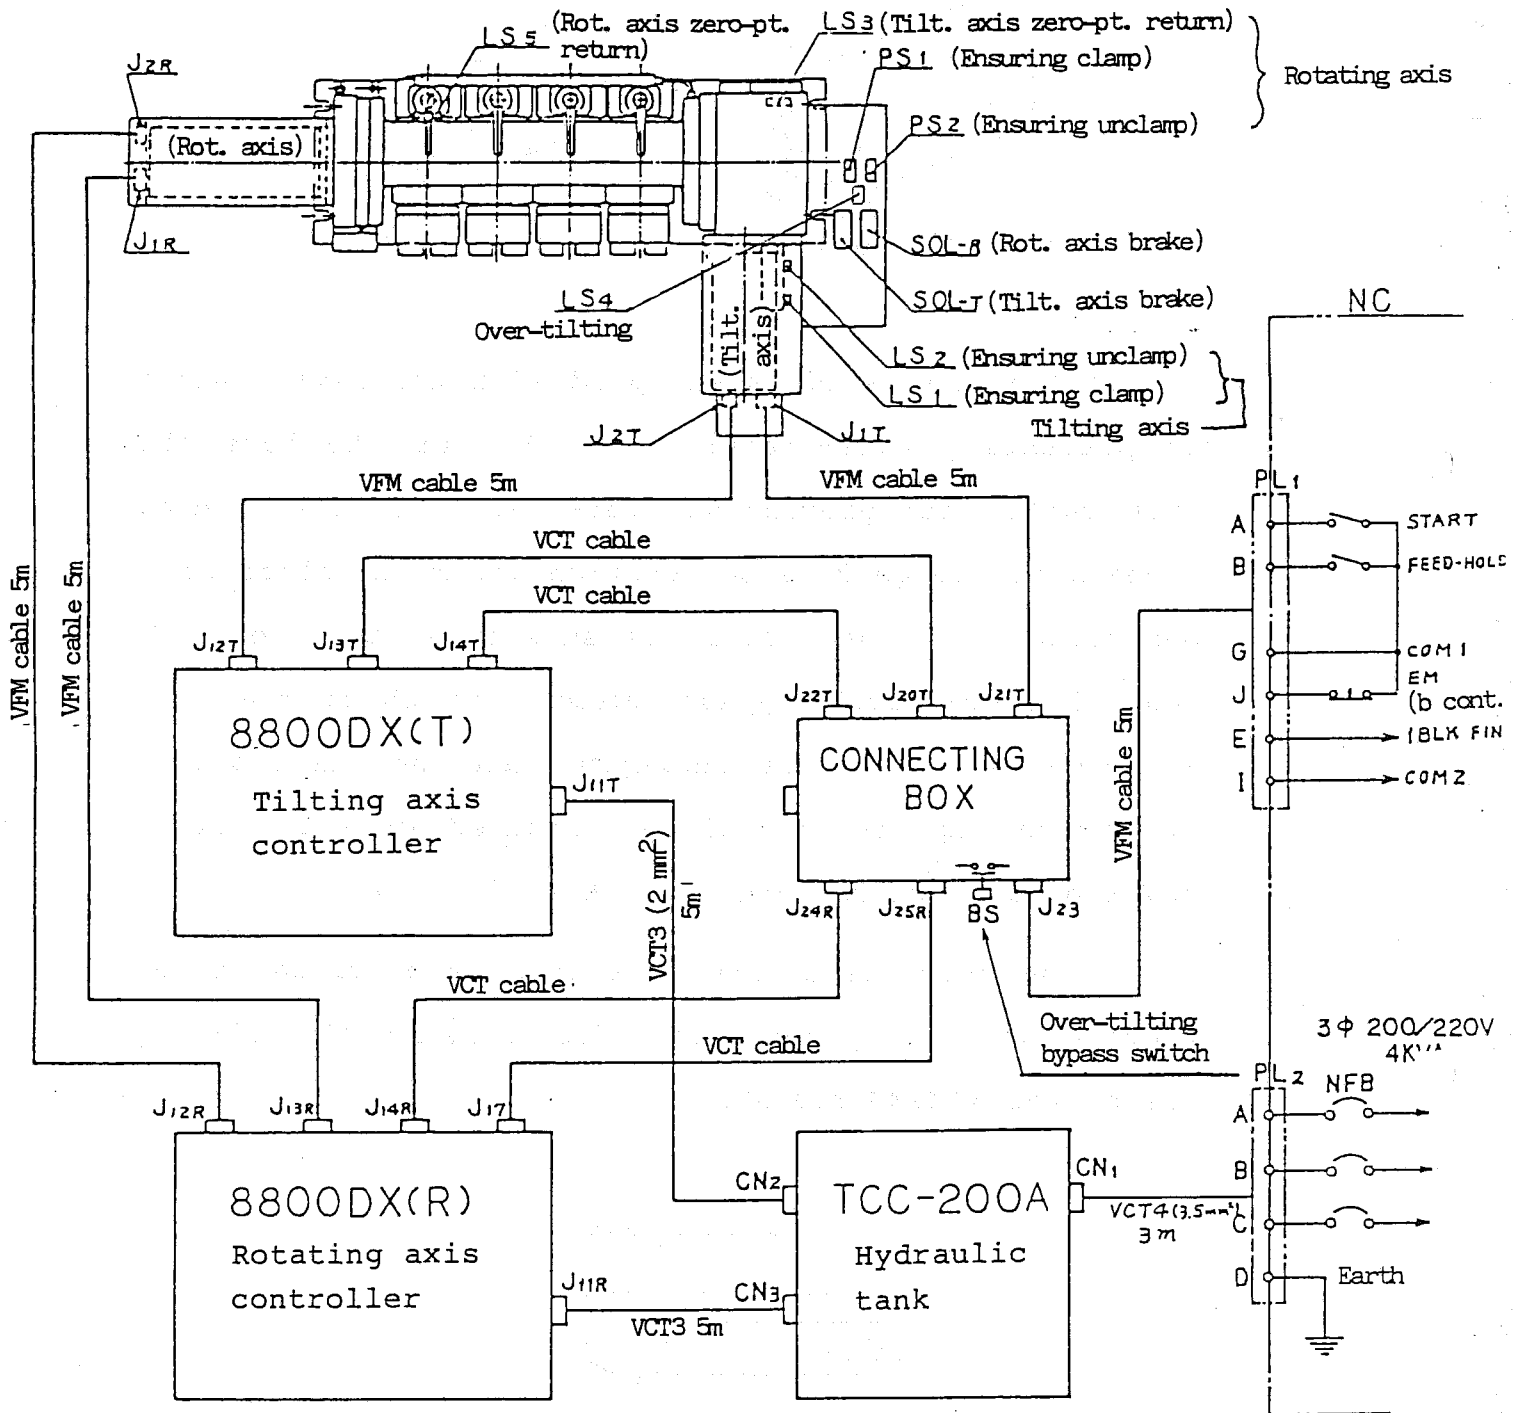 LS5 (Rot. axis zero-pt. return)
LS3 (Tilt. axis zero-pt. return)
PS1 (Ensuring clamp)
PS2 (Ensuring unclamp)
Rotating axis
J2R
(Rot. axis)
J1R
SOL-R (Rot. axis brake)
SOL-T (Tilt. axis brake)
LS4
Over-tilting
(Tilt. axis)
LS2 (Ensuring unclamp)
LS1 (Ensuring clamp)
Tilting axis
J2T
J1T
NC
VFM cable 5m
VFM cable 5m
VCT cable
VCT cable
VFM cable 5m
VFM cable 5m
PL1
A
START
B
FEED-HOLD
G
COM1
J
EM
(b cont.
E
1BLK FIN
I
COM2
J12T
J13T
J14T
8800DX(T)
Tilting axis
controller
J11T
J22T
J20T
J21T
CONNECTING
BOX
J24R
J25R
BS
J23
VFM cable 5m
VCT3 (2 mm²)
5m
VCT cable
VCT cable
Over-tilting
bypass switch
3φ 200/220V
PL2
NFB
A
B
C
D
Earth
J12R
J13R
J14R
J17
8800DX(R)
Rotating axis
controller
J11R
VCT3 5m
CN2
CN3
TCC-200A
Hydraulic
tank
CN1
VCT4 (3.5mm²)
3m